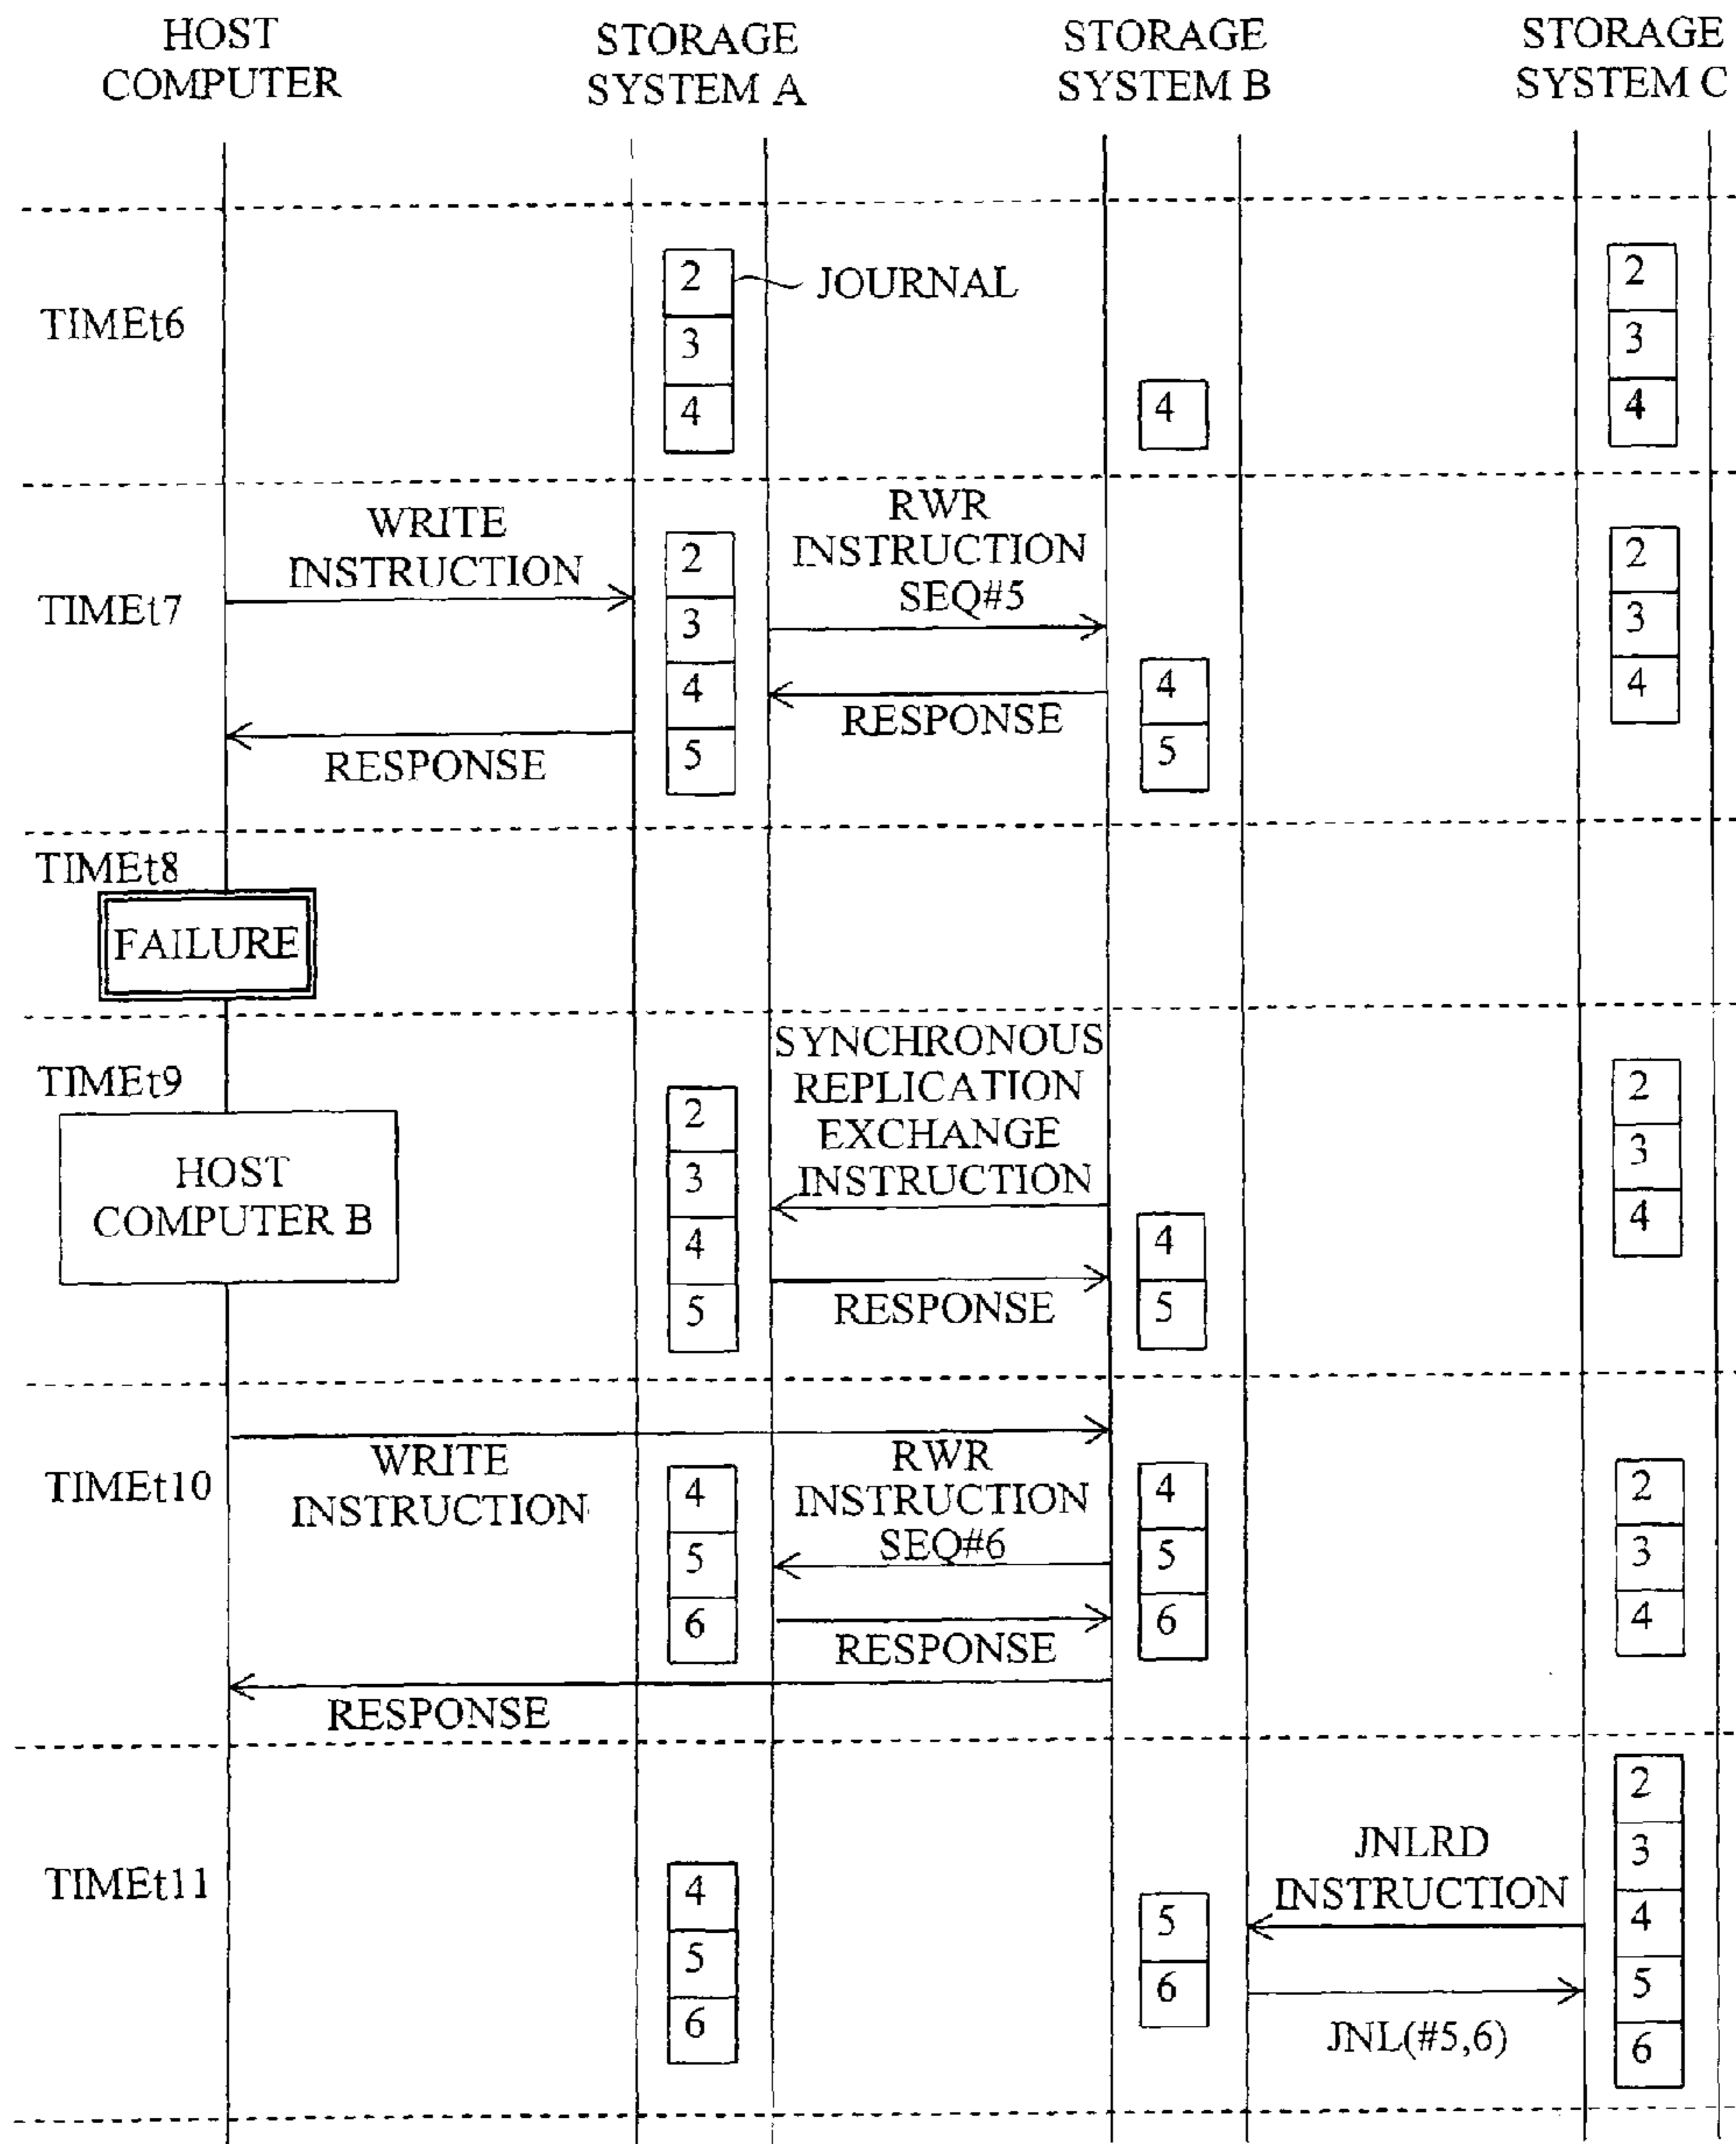 HOST
COMPUTER
STORAGE
SYSTEM A
STORAGE
SYSTEM B
STORAGE
SYSTEM C
TIMEt6
2
3
4
JOURNAL
4
2
3
4
TIMEt7
WRITE
INSTRUCTION
RESPONSE
2
3
4
5
RWR
INSTRUCTION
SEQ#5
RESPONSE
4
5
2
3
4
TIMEt8
FAILURE
TIMEt9
HOST
COMPUTER B
2
3
4
5
SYNCHRONOUS
REPLICATION
EXCHANGE
INSTRUCTION
RESPONSE
4
5
2
3
4
TIMEt10
WRITE
INSTRUCTION
RESPONSE
4
5
6
RWR
INSTRUCTION
SEQ#6
RESPONSE
4
5
6
2
3
4
TIMEt11
4
5
6
5
6
JNLRD
INSTRUCTION
JNL(#5,6)
2
3
4
5
6